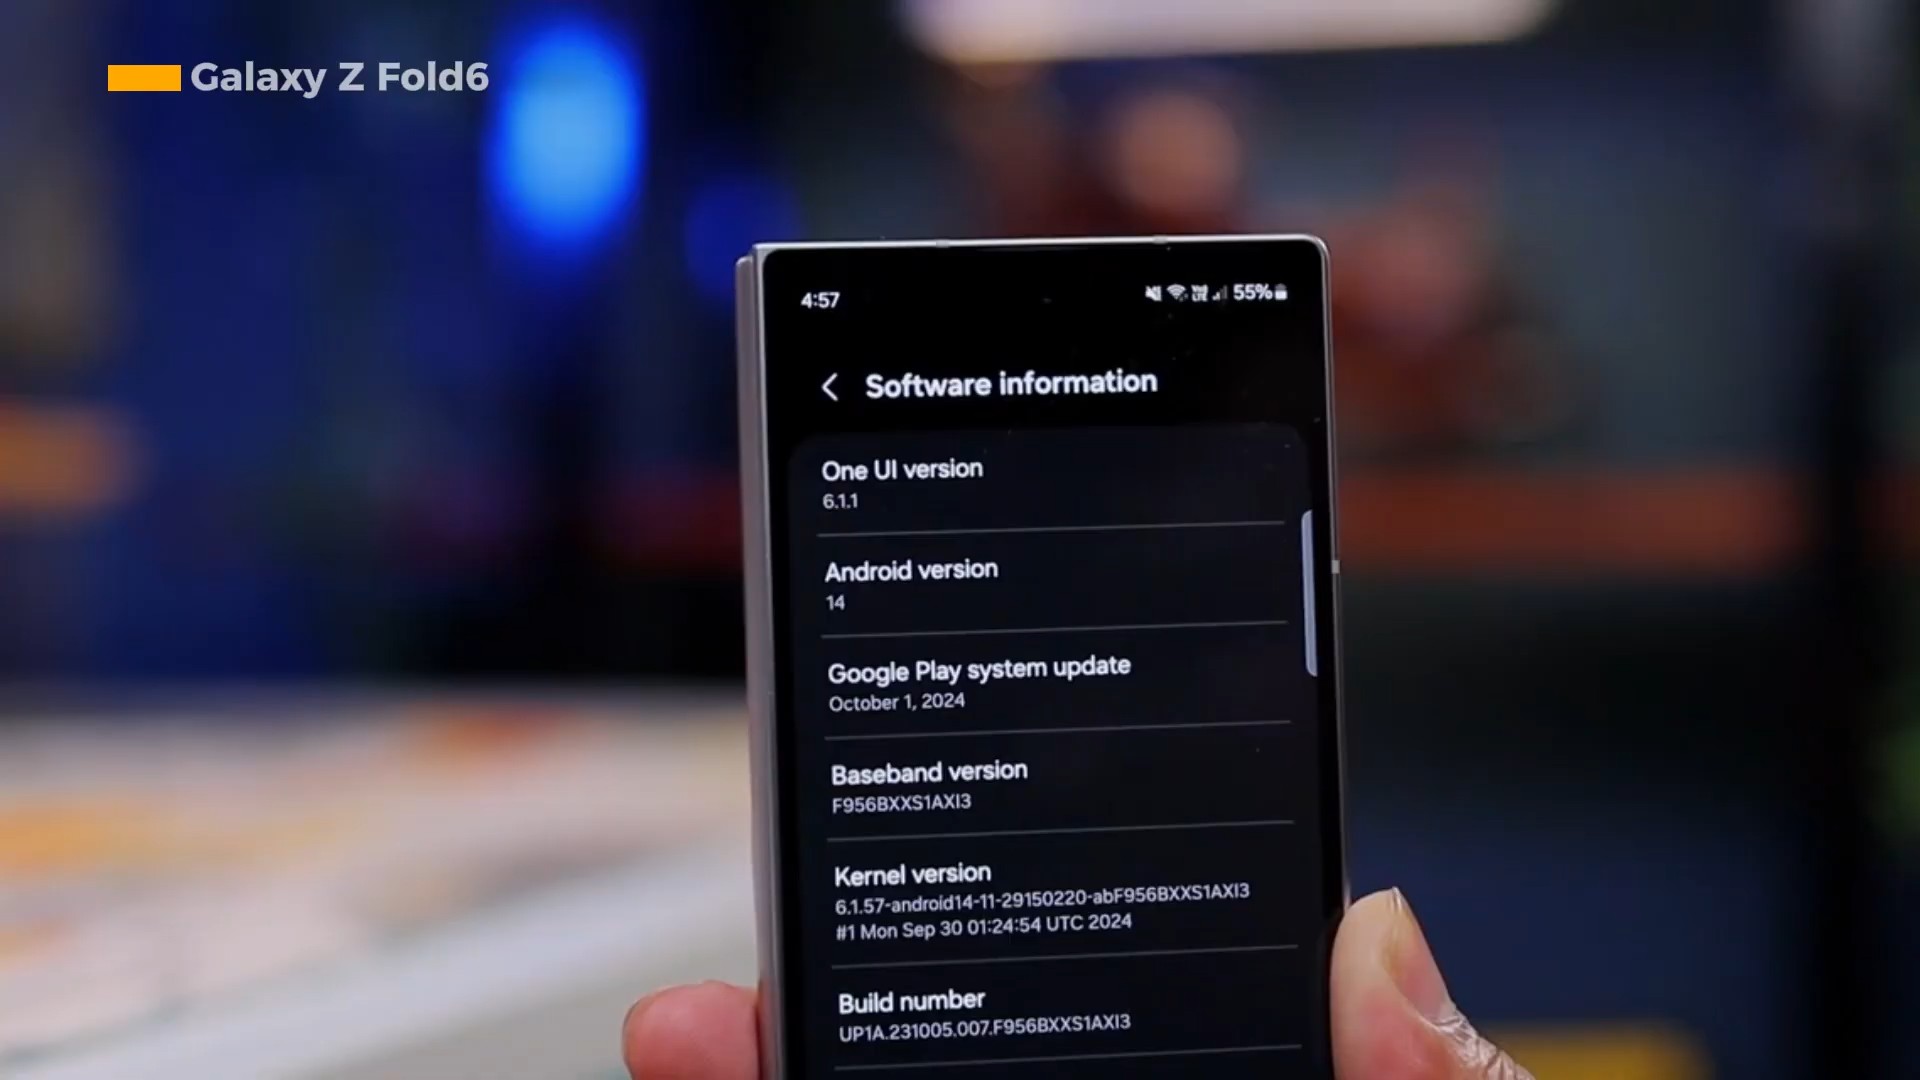 Galaxy Z Fold6
4:57
55%
Software information
One UI version
6.1.1
Android version
14
Google Play system update
October 1, 2024
Baseband version
F956BXXS1AXI3
Kernel version
6.1.57-android14-11-29150220-abF956BXXS1AXI3
#1 Mon Sep 30 01:24:54 UTC 2024
Build number
UP1A.231005.007.F956BXXS1AXI3